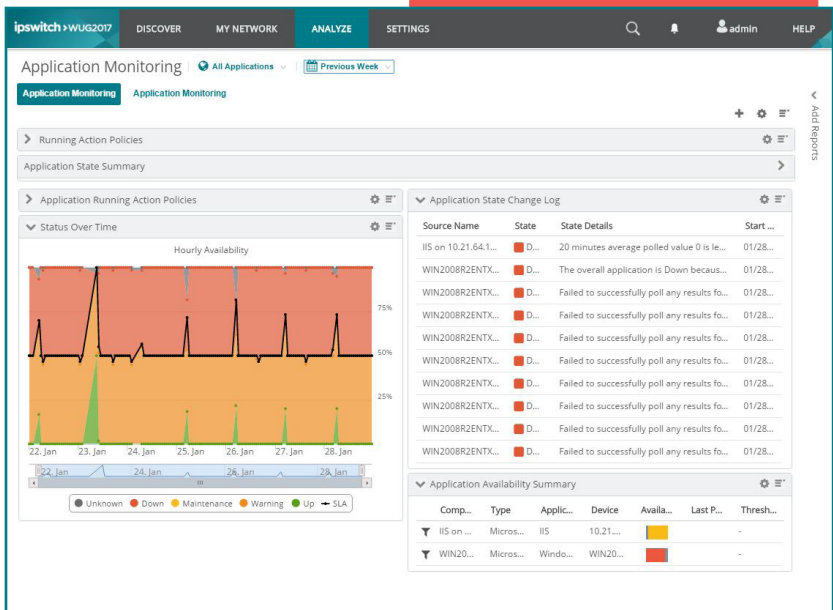 ipswitch > WUG2017 DISCOVER MY NETWORK ANALYZE SETTINGS admin HELP
Application Monitoring All Applications Previous Week
Application Monitoring Application Monitoring
Add Reports
Running Action Policies
Application State Summary
Application Running Action Policies
Status Over Time
Hourly Availability
75%
50%
25%
22. Jan 23. Jan 24. Jan 25. Jan 26. Jan 27. Jan 28. Jan
22. Jan 24. Jan 26. Jan 28. Jan
Unknown Down Maintenance Warning Up SLA
Application State Change Log
Source Name State State Details Start ...
IIS on 10.21.64.1... D... 20 minutes average polled value 0 is le... 01/28...
WIN2008R2ENTX... D... The overall application is Down becaus... 01/28...
WIN2008R2ENTX... D... Failed to successfully poll any results fo... 01/28...
WIN2008R2ENTX... D... Failed to successfully poll any results fo... 01/28...
WIN2008R2ENTX... D... Failed to successfully poll any results fo... 01/28...
WIN2008R2ENTX... D... Failed to successfully poll any results fo... 01/28...
WIN2008R2ENTX... D... Failed to successfully poll any results fo... 01/28...
WIN2008R2ENTX... D... Failed to successfully poll any results fo... 01/28...
WIN2008R2ENTX... D... Failed to successfully poll any results fo... 01/28...
WIN2008R2ENTX... D... Failed to successfully poll any results fo... 01/28...
Application Availability Summary
Comp... Type Applic... Device Availa... Last P... Thresh...
IIS on ... Micros... IIS 10.21.... -
WIN20... Micros... Windo... WIN20... -